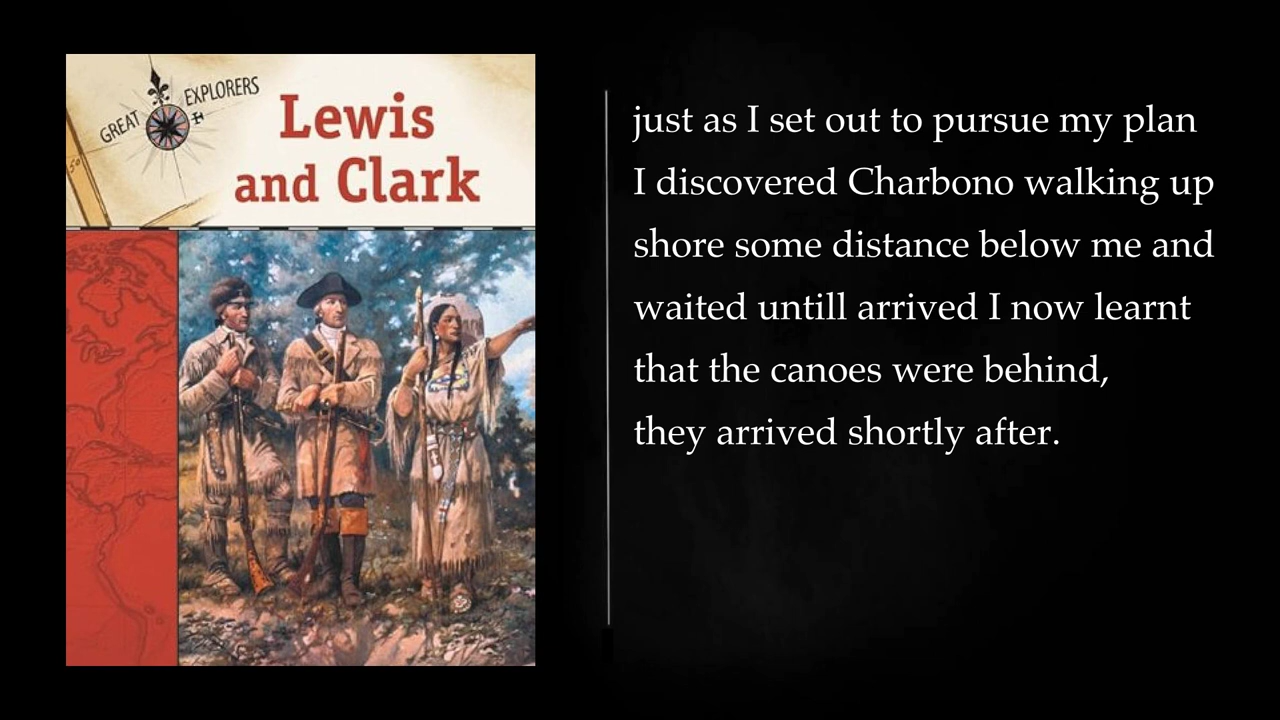 GREAT EXPLORERS
Lewis
and Clark
just as I set out to pursue my plan
I discovered Charbono walking up
shore some distance below me and
waited untill arrived I now learnt
that the canoes were behind,
they arrived shortly after.